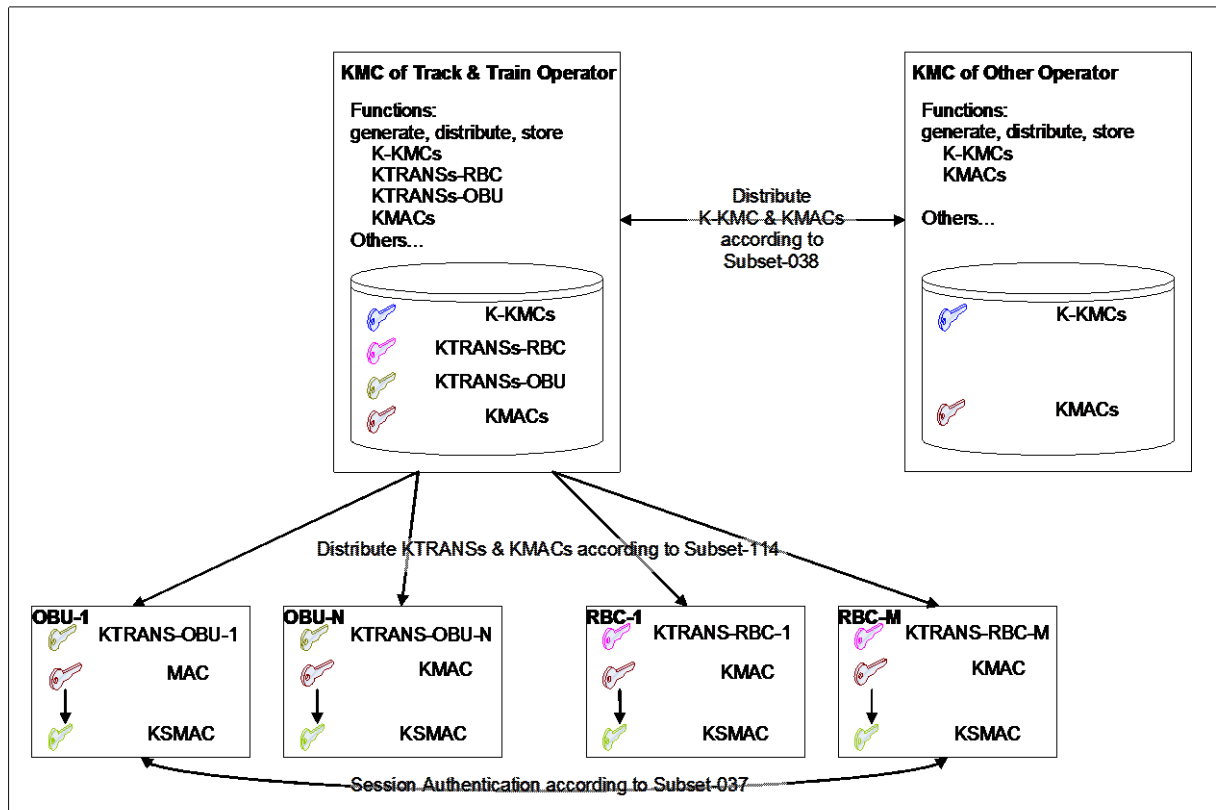 KMC of Track & Train Operator
Functions:
generate, distribute, store
K-KMCs
KTRANSs-RBC
KTRANSs-OBU
KMACs
Others...
K-KMCs
KTRANSs-RBC
KTRANSs-OBU
KMACs
Distribute
K-KMC & KMACs
according to
Subset-038
KMC of Other Operator
Functions:
generate, distribute, store
K-KMCs
KMACs
Others...
K-KMCs
KMACs
Distribute KTRANSs & KMACs according to Subset-114
OBU-1
KTRANS-OBU-1
MAC
KSMAC
OBU-N
KTRANS-OBU-N
KMAC
KSMAC
RBC-1
KTRANS-RBC-1
KMAC
KSMAC
RBC-M
KTRANS-RBC-M
KMAC
KSMAC
Session Authentication according to Subset-037